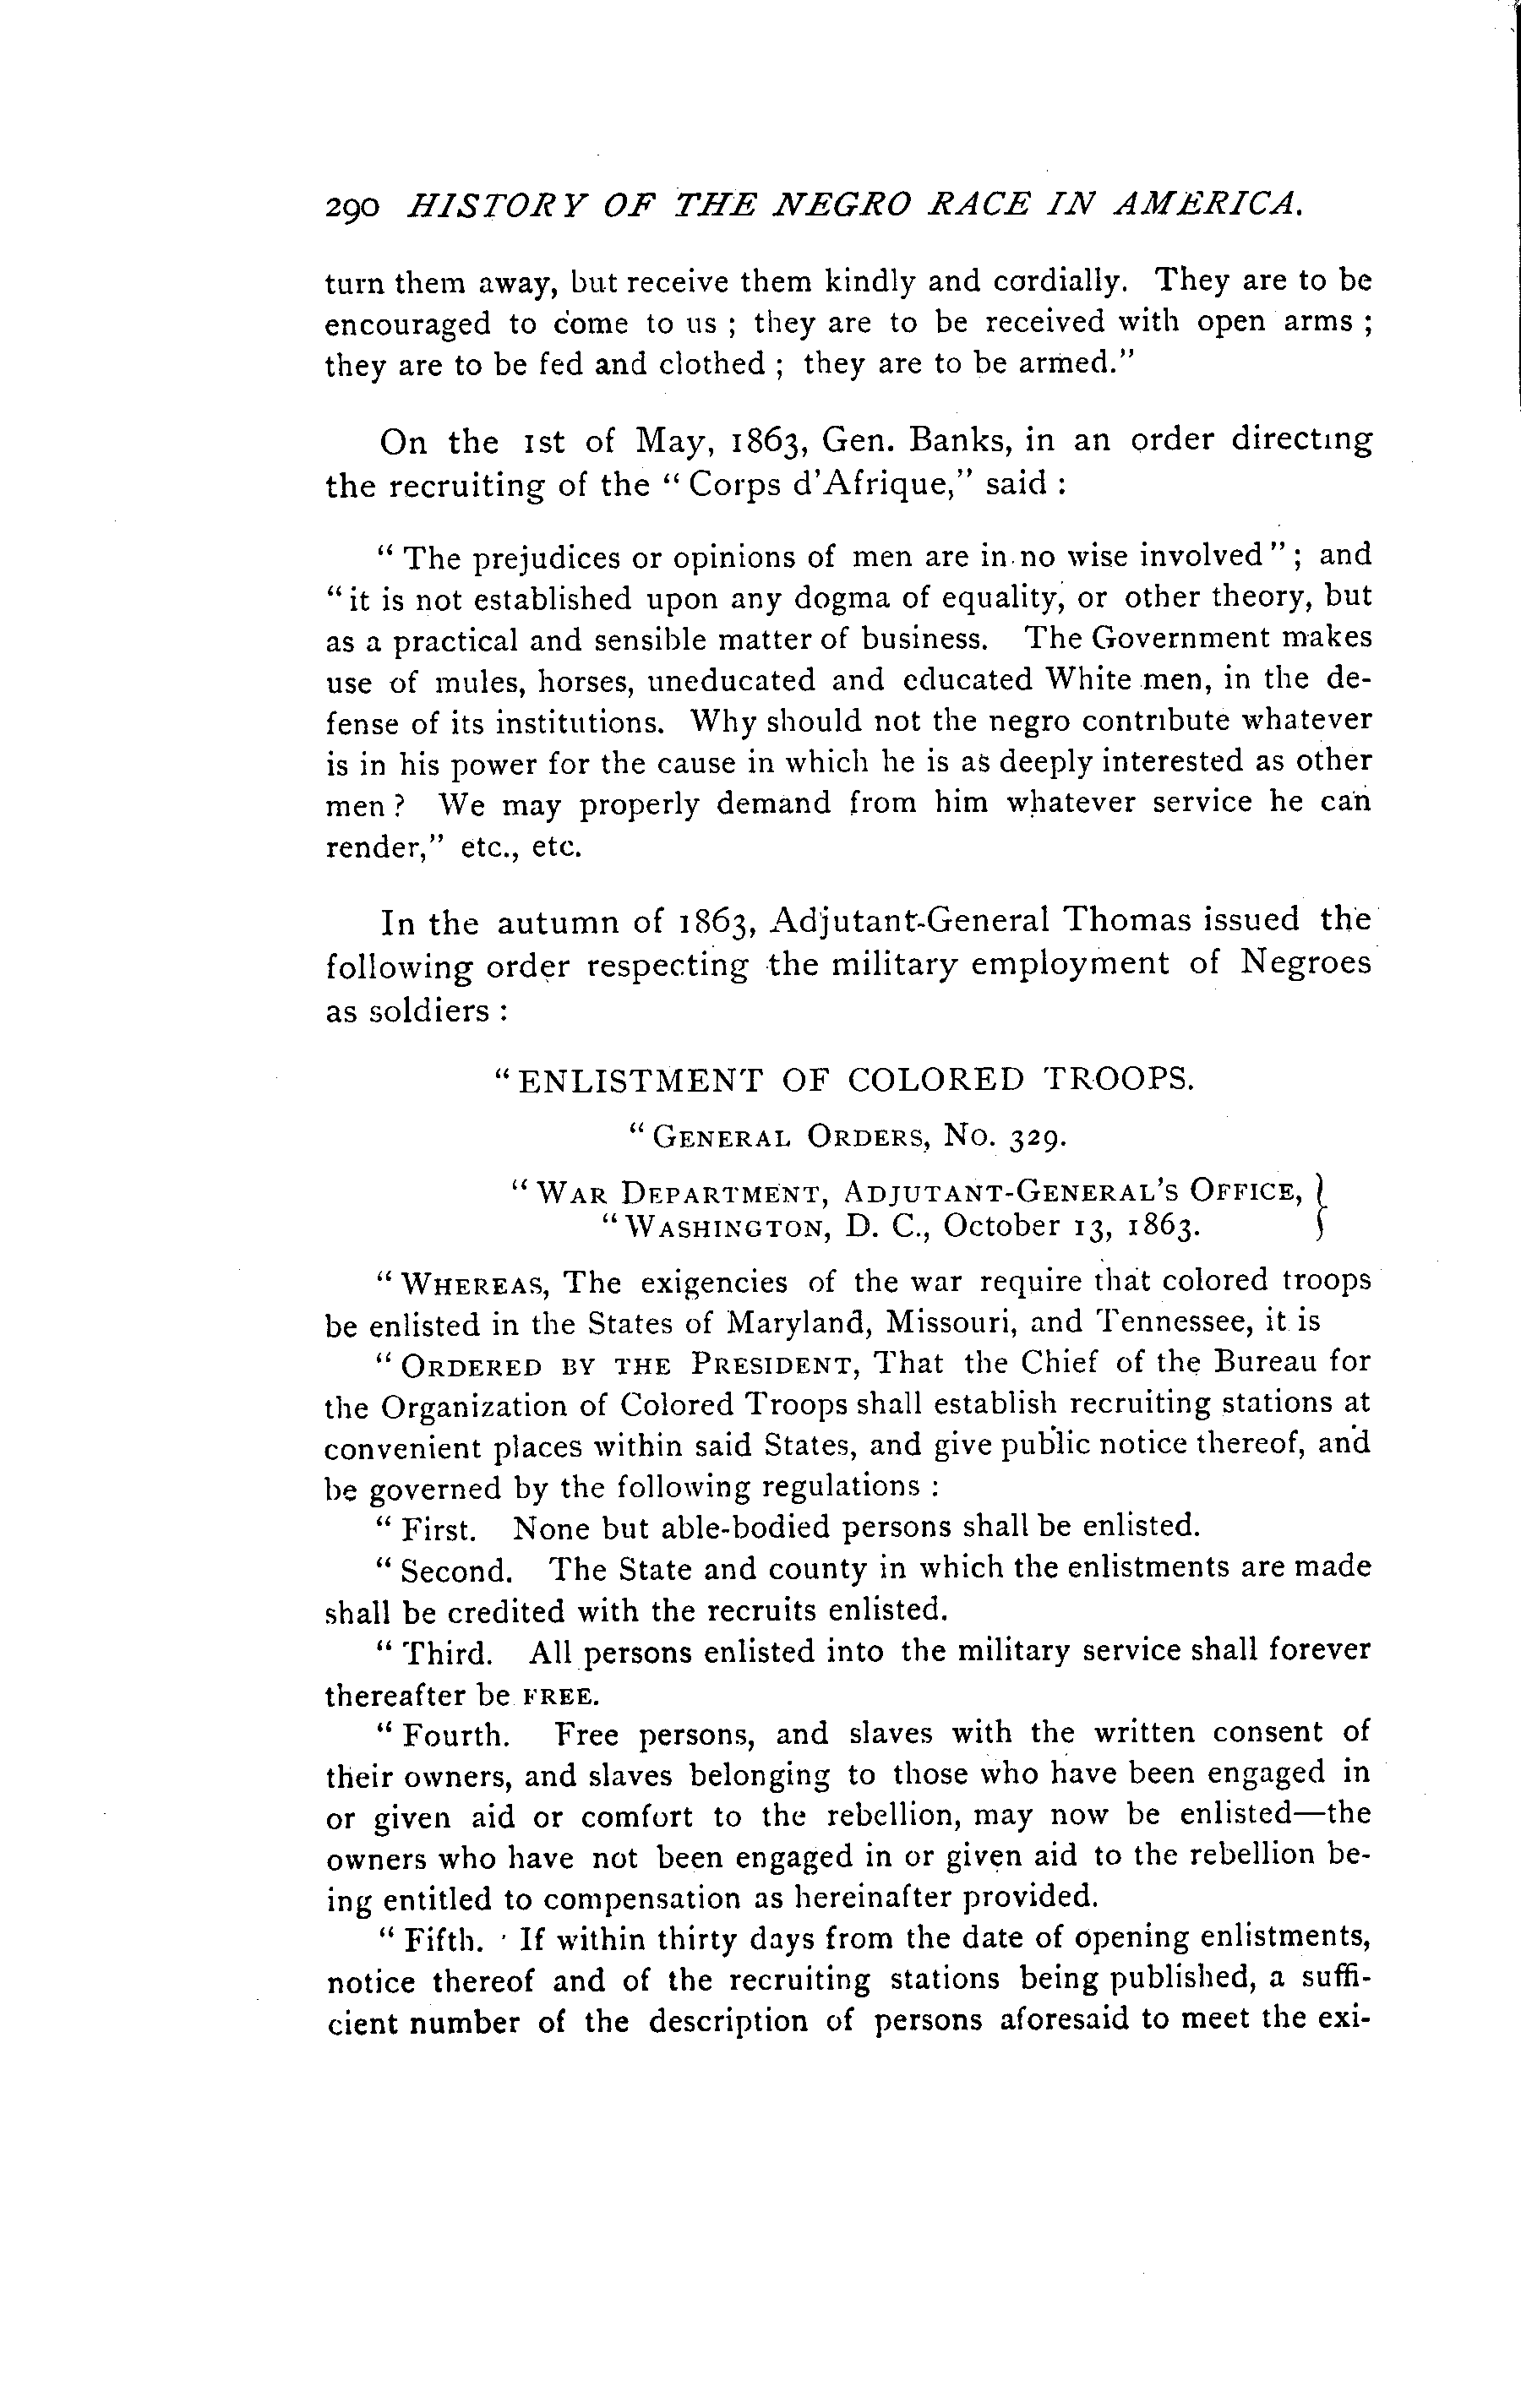 290 HISTORY OF THE NEGRO RACE IN AMERICA.
turn them away, but receive them kindly and cordially. They are to be
encouraged to come to us ; they are to be received with open arms ;
they are to be fed and clothed ; they are to be armed."
On the 1st of May, 1863, Gen. Banks, in an order directing
the recruiting of the " Corps d'Afrique," said :
" The prejudices or opinions of men are in no wise involved " ; and
" it is not established upon any dogma of equality, or other theory, but
as a practical and sensible matter of business. The Government makes
use of mules, horses, uneducated and educated White men, in the de-
fense of its institutions. Why should not the negro contribute whatever
is in his power for the cause in which he is as deeply interested as other
men ? We may properly demand from him whatever service he can
render," etc., etc.
In the autumn of 1863, Adjutant-General Thomas issued the
following order respecting the military employment of Negroes
as soldiers :
" ENLISTMENT OF COLORED TROOPS.
" GENERAL ORDERS, No. 329.
" WAR DEPARTMENT, ADJUTANT-GENERAL'S OFFICE, }
" WASHINGTON, D. C., October 13, 1863.
" WHEREAS, The exigencies of the war require that colored troops
be enlisted in the States of Maryland, Missouri, and Tennessee, it is
" ORDERED BY THE PRESIDENT, That the Chief of the Bureau for
the Organization of Colored Troops shall establish recruiting stations at
convenient places within said States, and give public notice thereof, and
be governed by the following regulations :
" First. None but able-bodied persons shall be enlisted.
" Second. The State and county in which the enlistments are made
shall be credited with the recruits enlisted.
" Third. All persons enlisted into the military service shall forever
thereafter be FREE.
" Fourth. Free persons, and slaves with the written consent of
their owners, and slaves belonging to those who have been engaged in
or given aid or comfort to the rebellion, may now be enlisted—the
owners who have not been engaged in or given aid to the rebellion be-
ing entitled to compensation as hereinafter provided.
" Fifth. If within thirty days from the date of opening enlistments,
notice thereof and of the recruiting stations being published, a suffi-
cient number of the description of persons aforesaid to meet the exi-